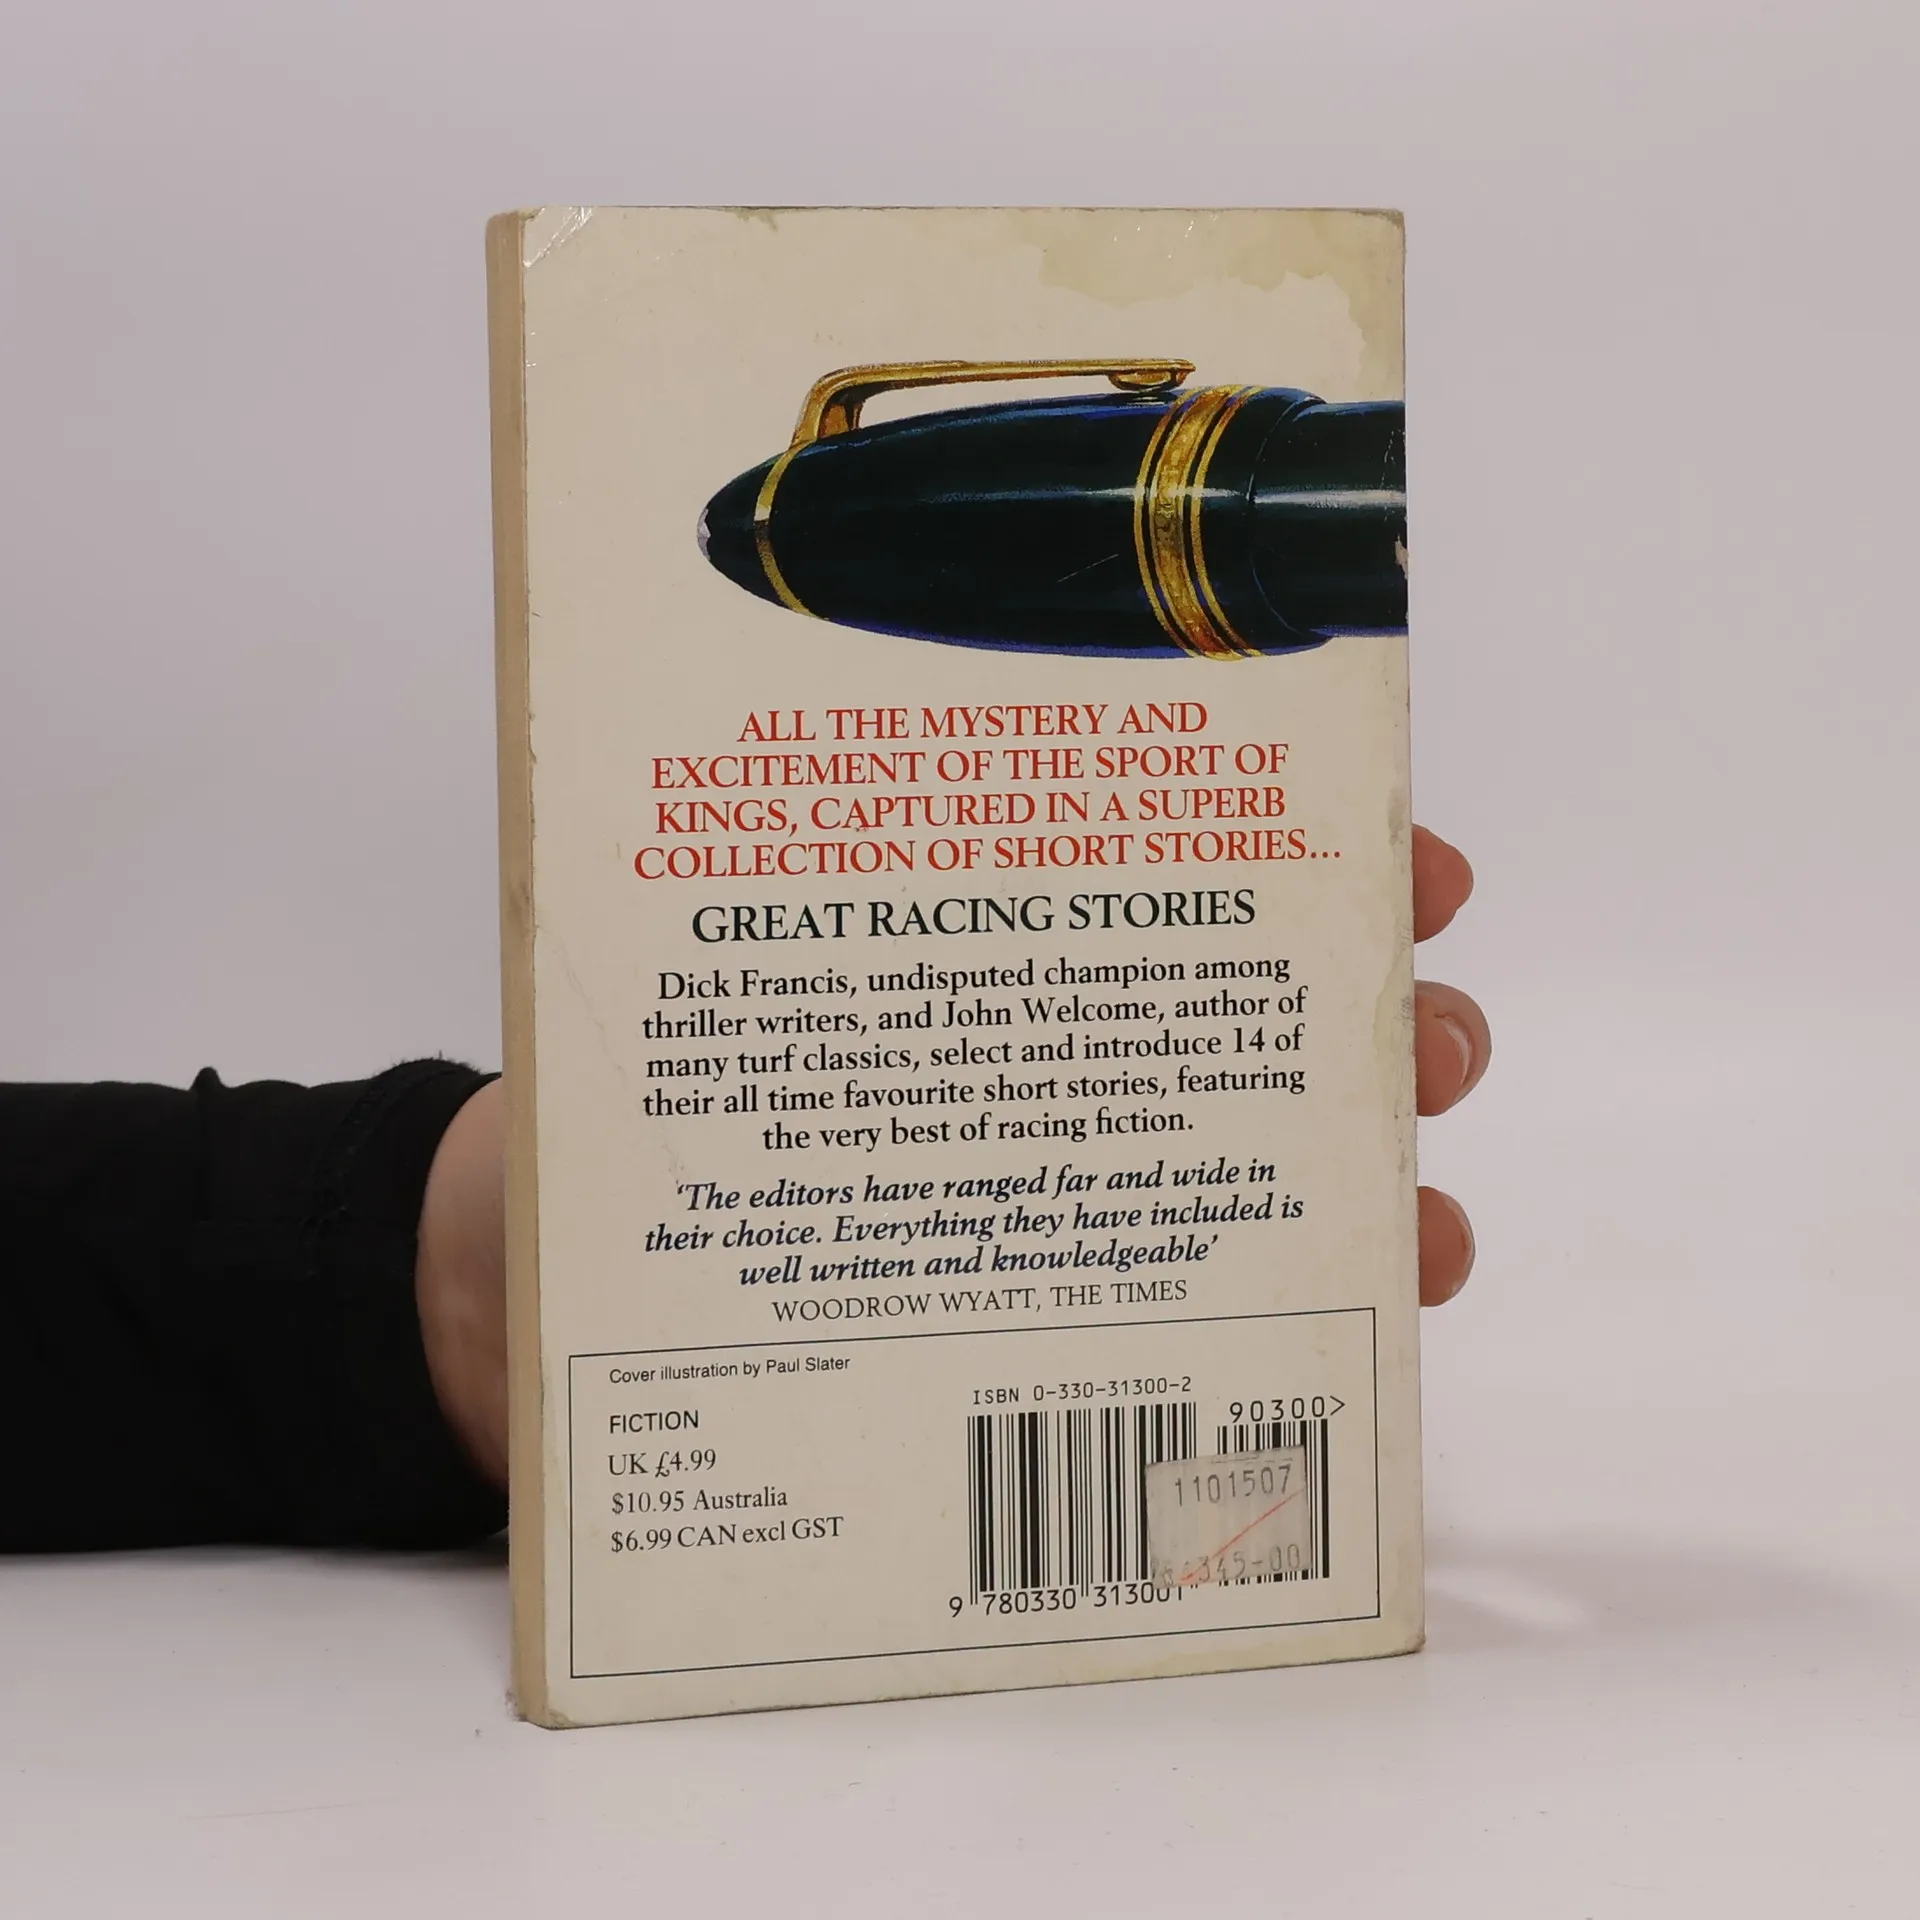 ALL THE MYSTERY AND
EXCITEMENT OF THE SPORT OF
KINGS, CAPTURED IN A SUPERB
COLLECTION OF SHORT STORIES...
GREAT RACING STORIES
Dick Francis, undisputed champion among
thriller writers, and John Welcome, author of
many turf classics, select and introduce 14 of
their all time favourite short stories, featuring
the very best of racing fiction.
‘The editors have ranged far and wide in
their choice. Everything they have included is
well written and knowledgeable’
WOODROW WYATT, THE TIMES
Cover illustration by Paul Slater
FICTION
UK £4.99
$10.95 Australia
$6.99 CAN excl GST
ISBN 0-330-31300-2
90300>
1101507
345-00
9 780330 313001